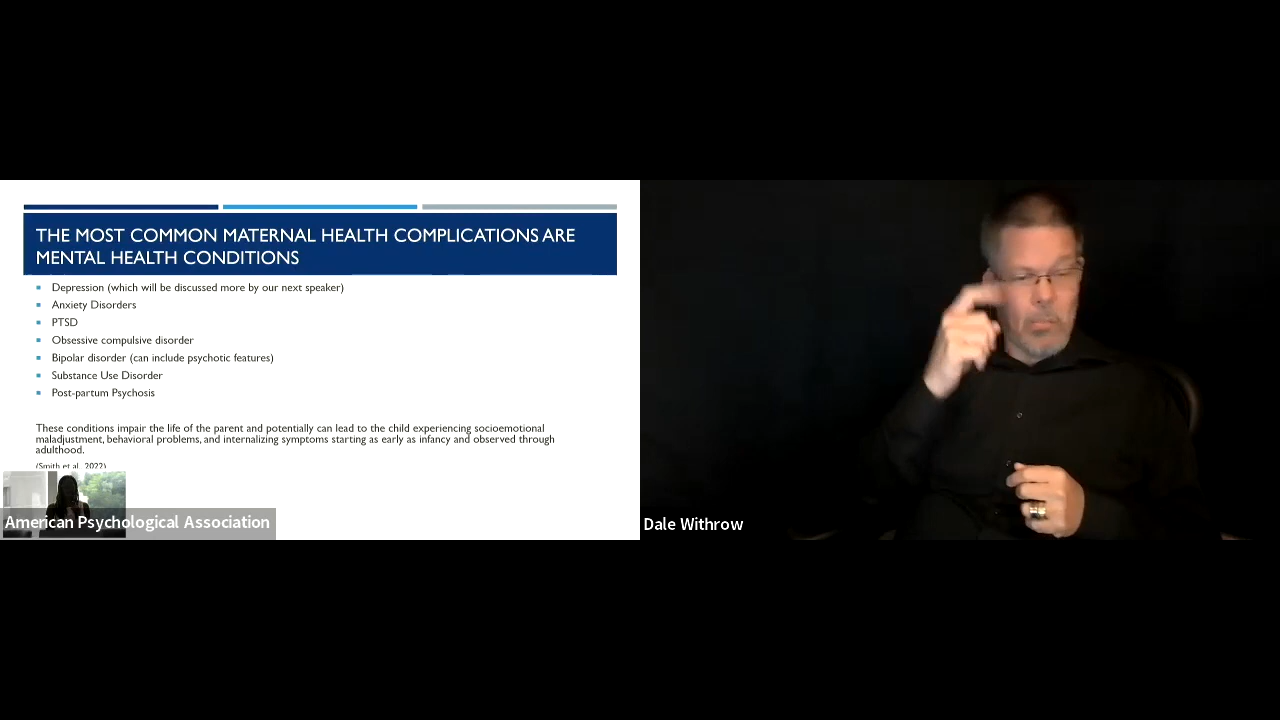 THE MOST COMMON MATERNAL HEALTH COMPLICATIONS ARE
MENTAL HEALTH CONDITIONS
Depression (which will be discussed more by our next speaker)
Anxiety Disorders
PTSD
Obsessive compulsive disorder
Bipolar disorder (can include psychotic features)
Substance Use Disorder
Post-partum Psychosis
These conditions impair the life of the parent and potentially can lead to the child experiencing socioemotional
maladjustment, behavioral problems, and internalizing symptoms starting as early as infancy and observed through
adulthood.
(Smith et al., 2022)
American Psychological Association
Dale Withrow